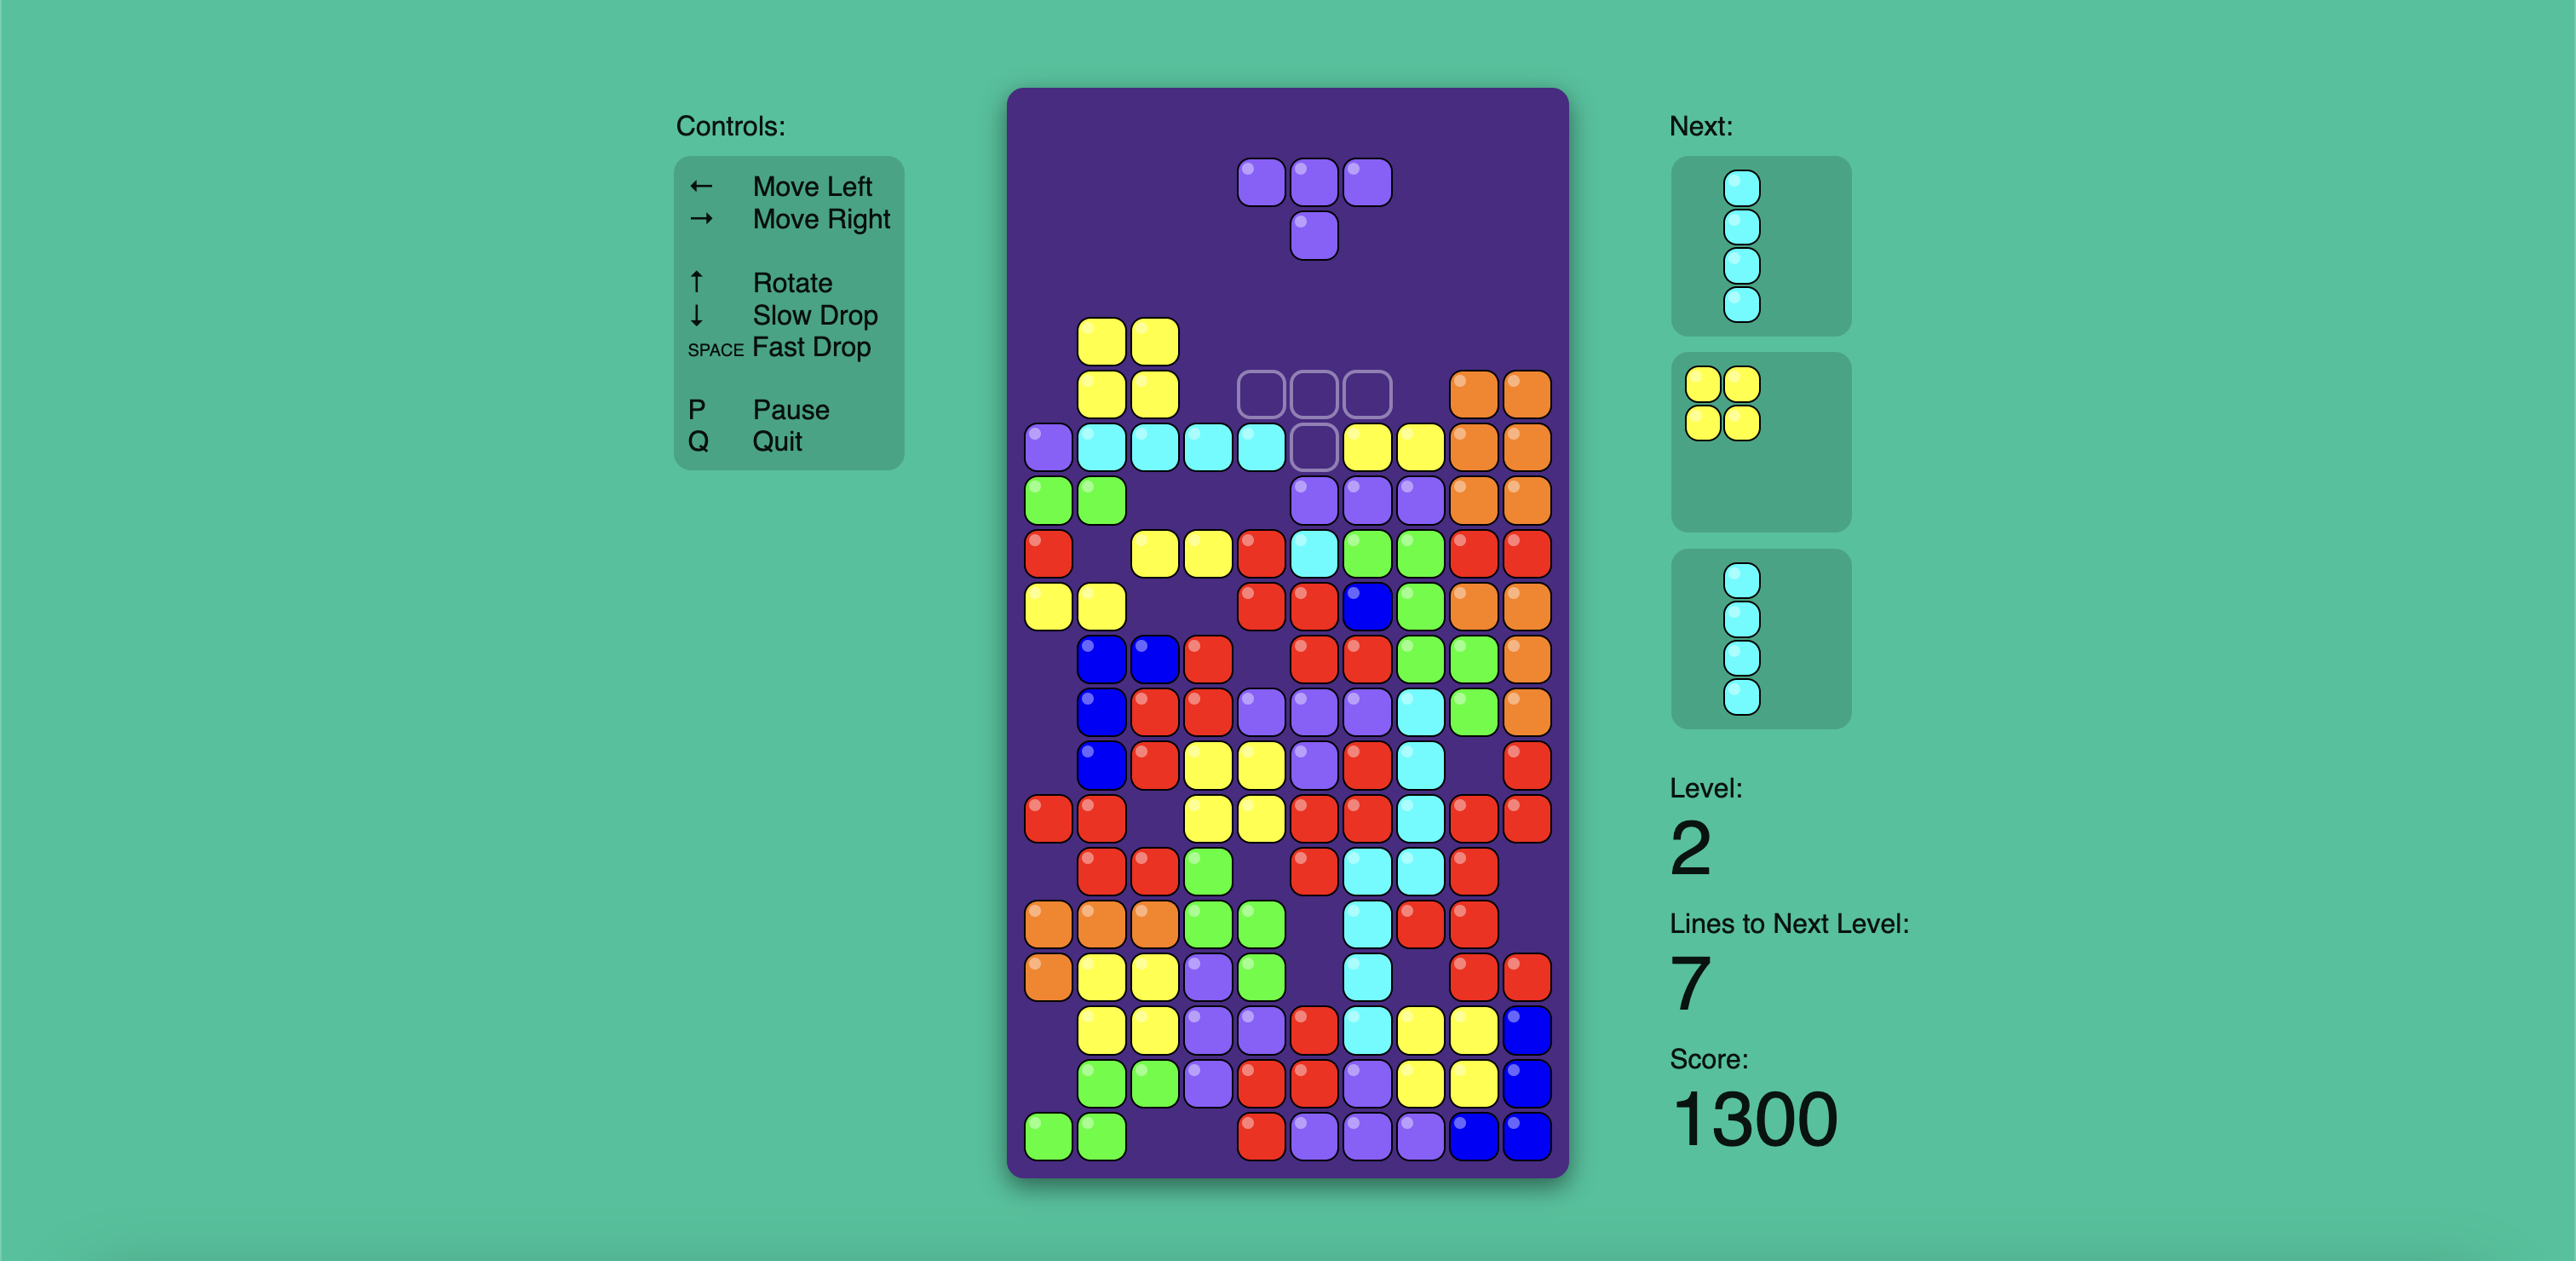 Controls:
← Move Left
→ Move Right
↑ Rotate
↓ Slow Drop
SPACE Fast Drop
P Pause
Q Quit
Next:
Level:
2
Lines to Next Level:
7
Score:
1300